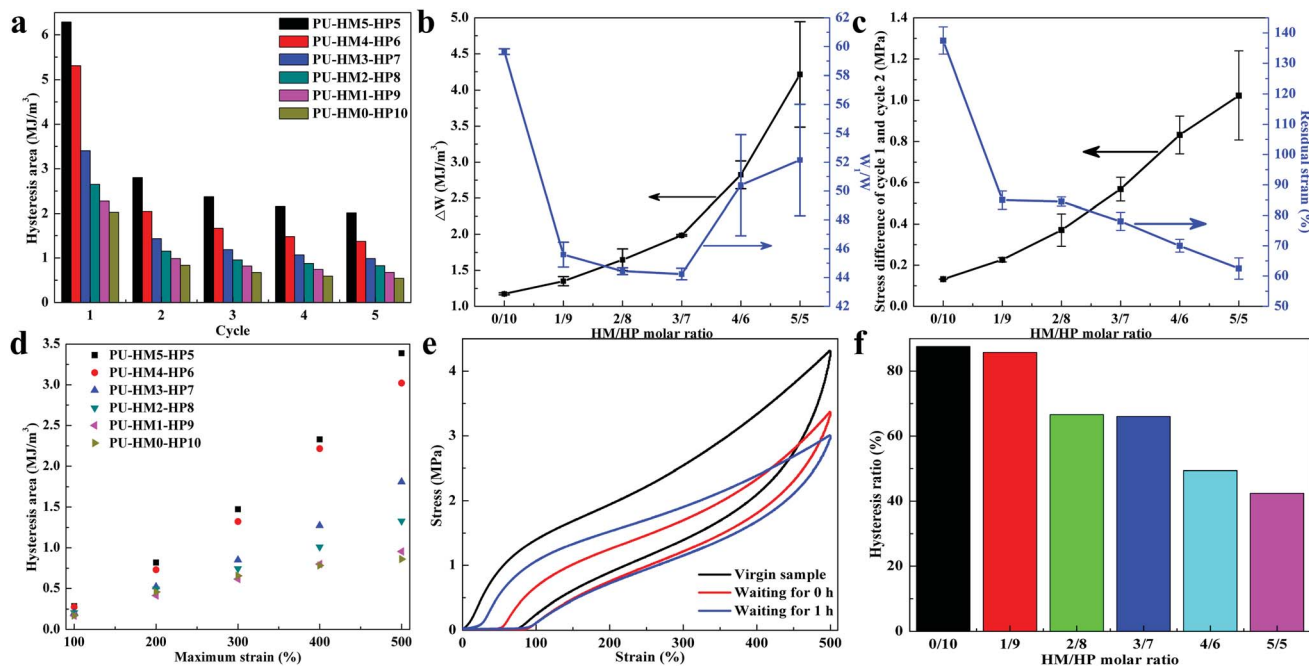 a
PU-HM5-HP5
PU-HM4-HP6
PU-HM3-HP7
PU-HM2-HP8
PU-HM1-HP9
PU-HM0-HP10
Hysteresis area (MJ/m³)
6
5
4
3
2
1
0
1 2 3 4 5
Cycle
b
△W (MJ/m³)
5.0
4.5
4.0
3.5
3.0
2.5
2.0
1.5
1.0
0/10 1/9 2/8 3/7 4/6 5/5
HM/HP molar ratio
62
60
58
56
54
52
50
48
46
44
42
c
Stress difference of cycle 1 and cycle 2 (MPa)
1.4
1.2
1.0
0.8
0.6
0.4
0.2
0.0
0/10 1/9 2/8 3/7 4/6 5/5
HM/HP molar ratio
140
130
120
110
100
90
80
70
60
50
Residual strain (%)
d
PU-HM5-HP5
PU-HM4-HP6
PU-HM3-HP7
PU-HM2-HP8
PU-HM1-HP9
PU-HM0-HP10
Hysteresis area (MJ/m³)
3.5
3.0
2.5
2.0
1.5
1.0
0.5
0.0
100 200 300 400 500
Maximum strain (%)
e
Stress (MPa)
4
3
2
1
0
0 100 200 300 400 500
Strain (%)
Virgin sample
Waiting for 0 h
Waiting for 1 h
f
Hysteresis ratio (%)
80
60
40
20
0
0/10 1/9 2/8 3/7 4/6 5/5
HM/HP molar ratio